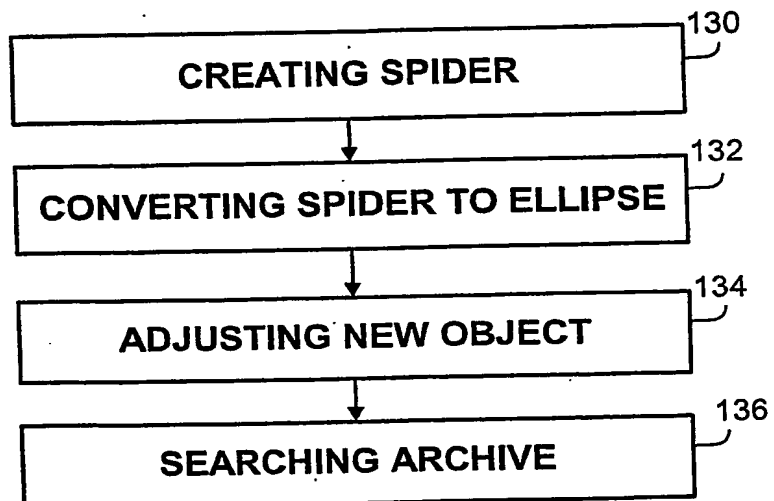 130
CREATING SPIDER
132
CONVERTING SPIDER TO ELLIPSE
134
ADJUSTING NEW OBJECT
136
SEARCHING ARCHIVE